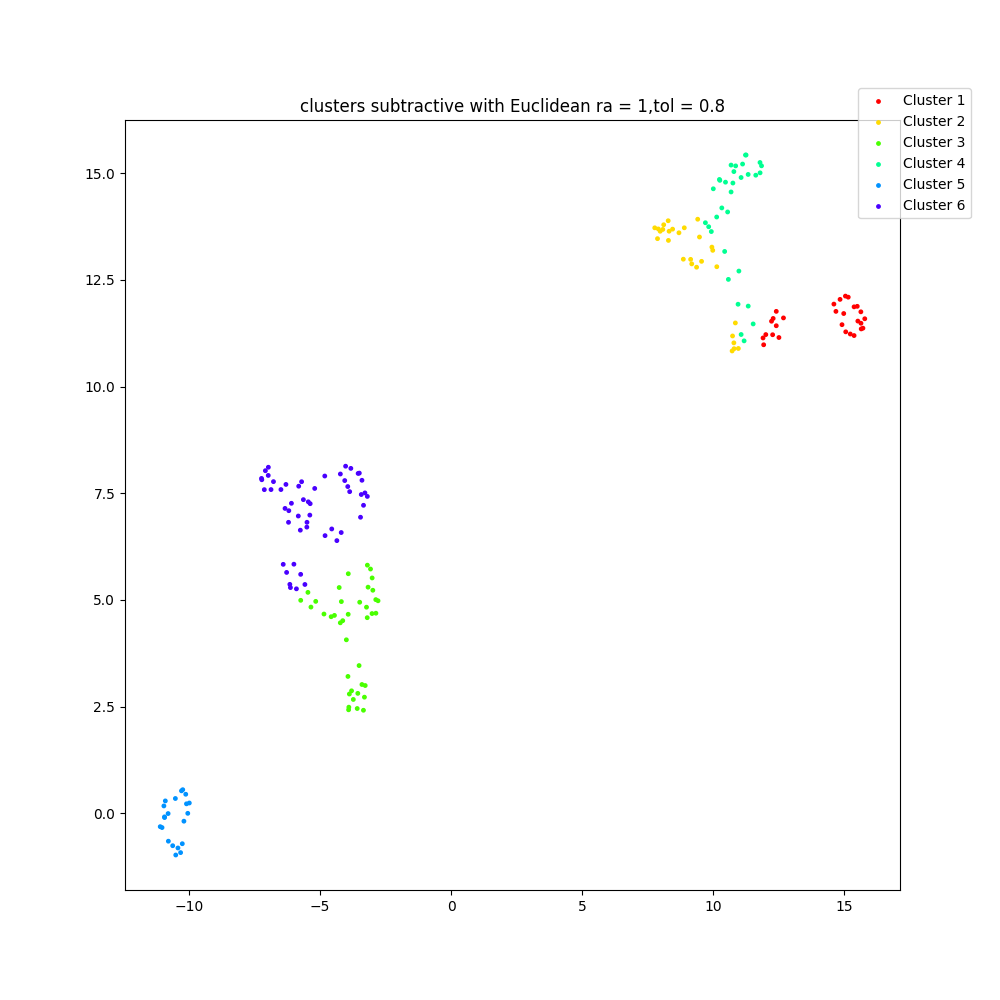 clusters subtractive with Euclidean ra = 1,tol = 0.8
Cluster 1
Cluster 2
Cluster 3
Cluster 4
Cluster 5
Cluster 6
15.0
12.5
10.0
7.5
5.0
2.5
0.0
−10 −5 0 5 10 15